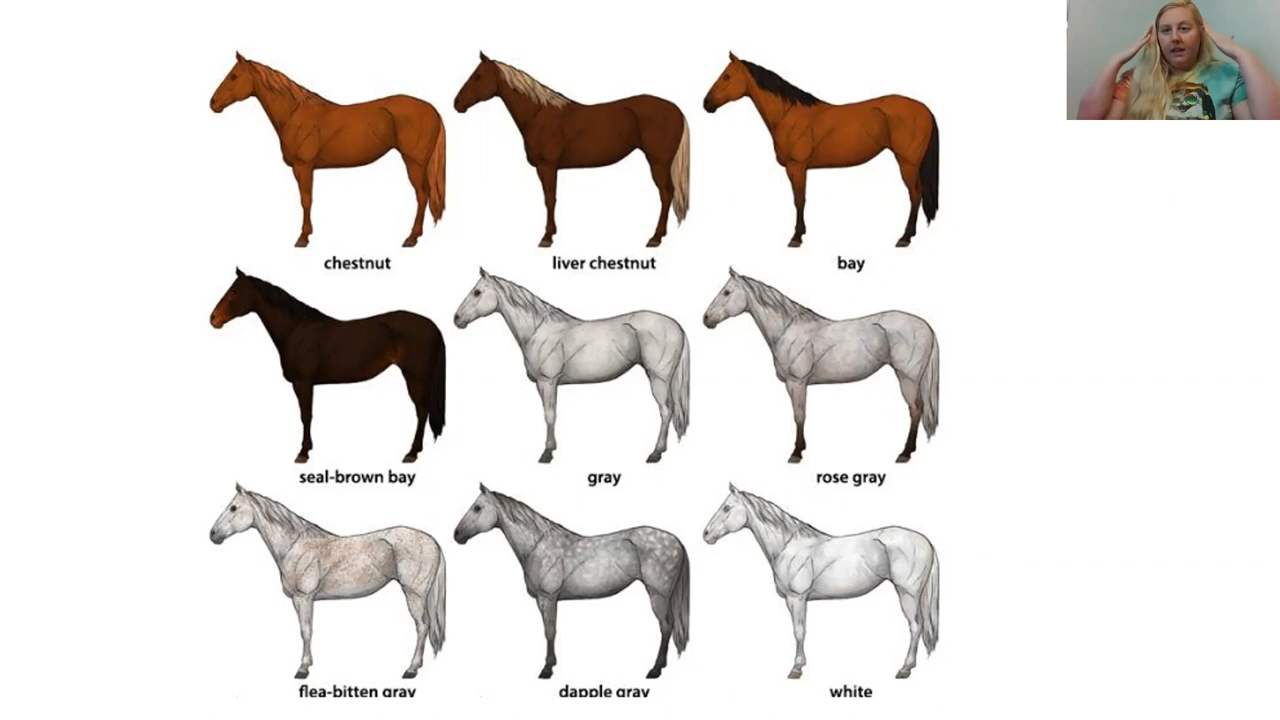 chestnut liver chestnut bay
seal-brown bay gray rose gray
flea-bitten gray dapple gray white